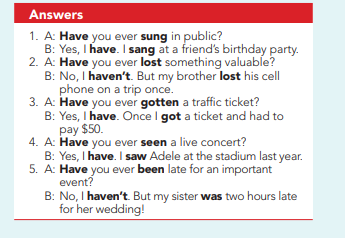 Answers
1. A: Have you ever sung in public?
B: Yes, I have. I sang at a friend's birthday party.
2. A: Have you ever lost something valuable?
B: No, I haven't. But my brother lost his cell
phone on a trip once.
3. A: Have you ever gotten a traffic ticket?
B: Yes, I have. Once I got a ticket and had to
pay $50.
4. A: Have you ever seen a live concert?
B: Yes, I have. I saw Adele at the stadium last year.
5. A: Have you ever been late for an important
event?
B: No, I haven't. But my sister was two hours late
for her wedding!